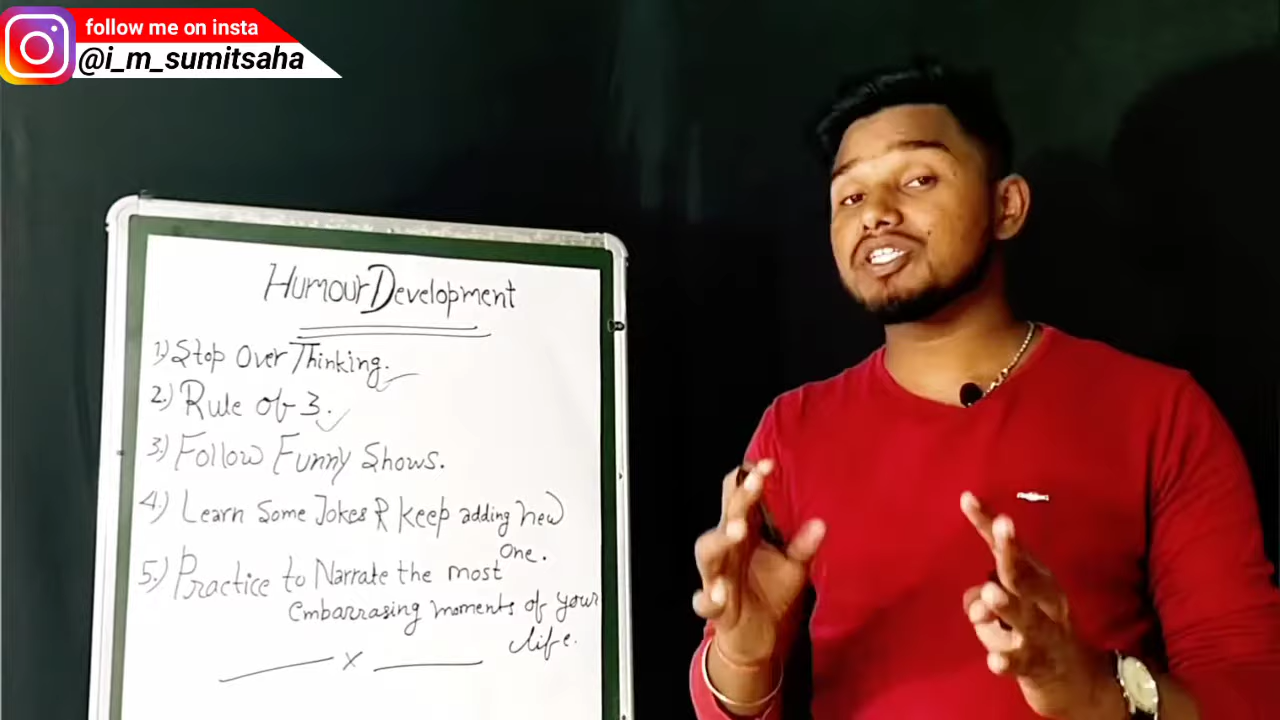 follow me on insta
@i_m_sumitsaha
Humour Development
1) Stop Over Thinking.
2.) Rule of 3.
3.) Follow Funny Shows.
4.) Learn Some Jokes & Keep adding new
one.
5.) Practice to Narrate the most
embarrasing moments of your
life.